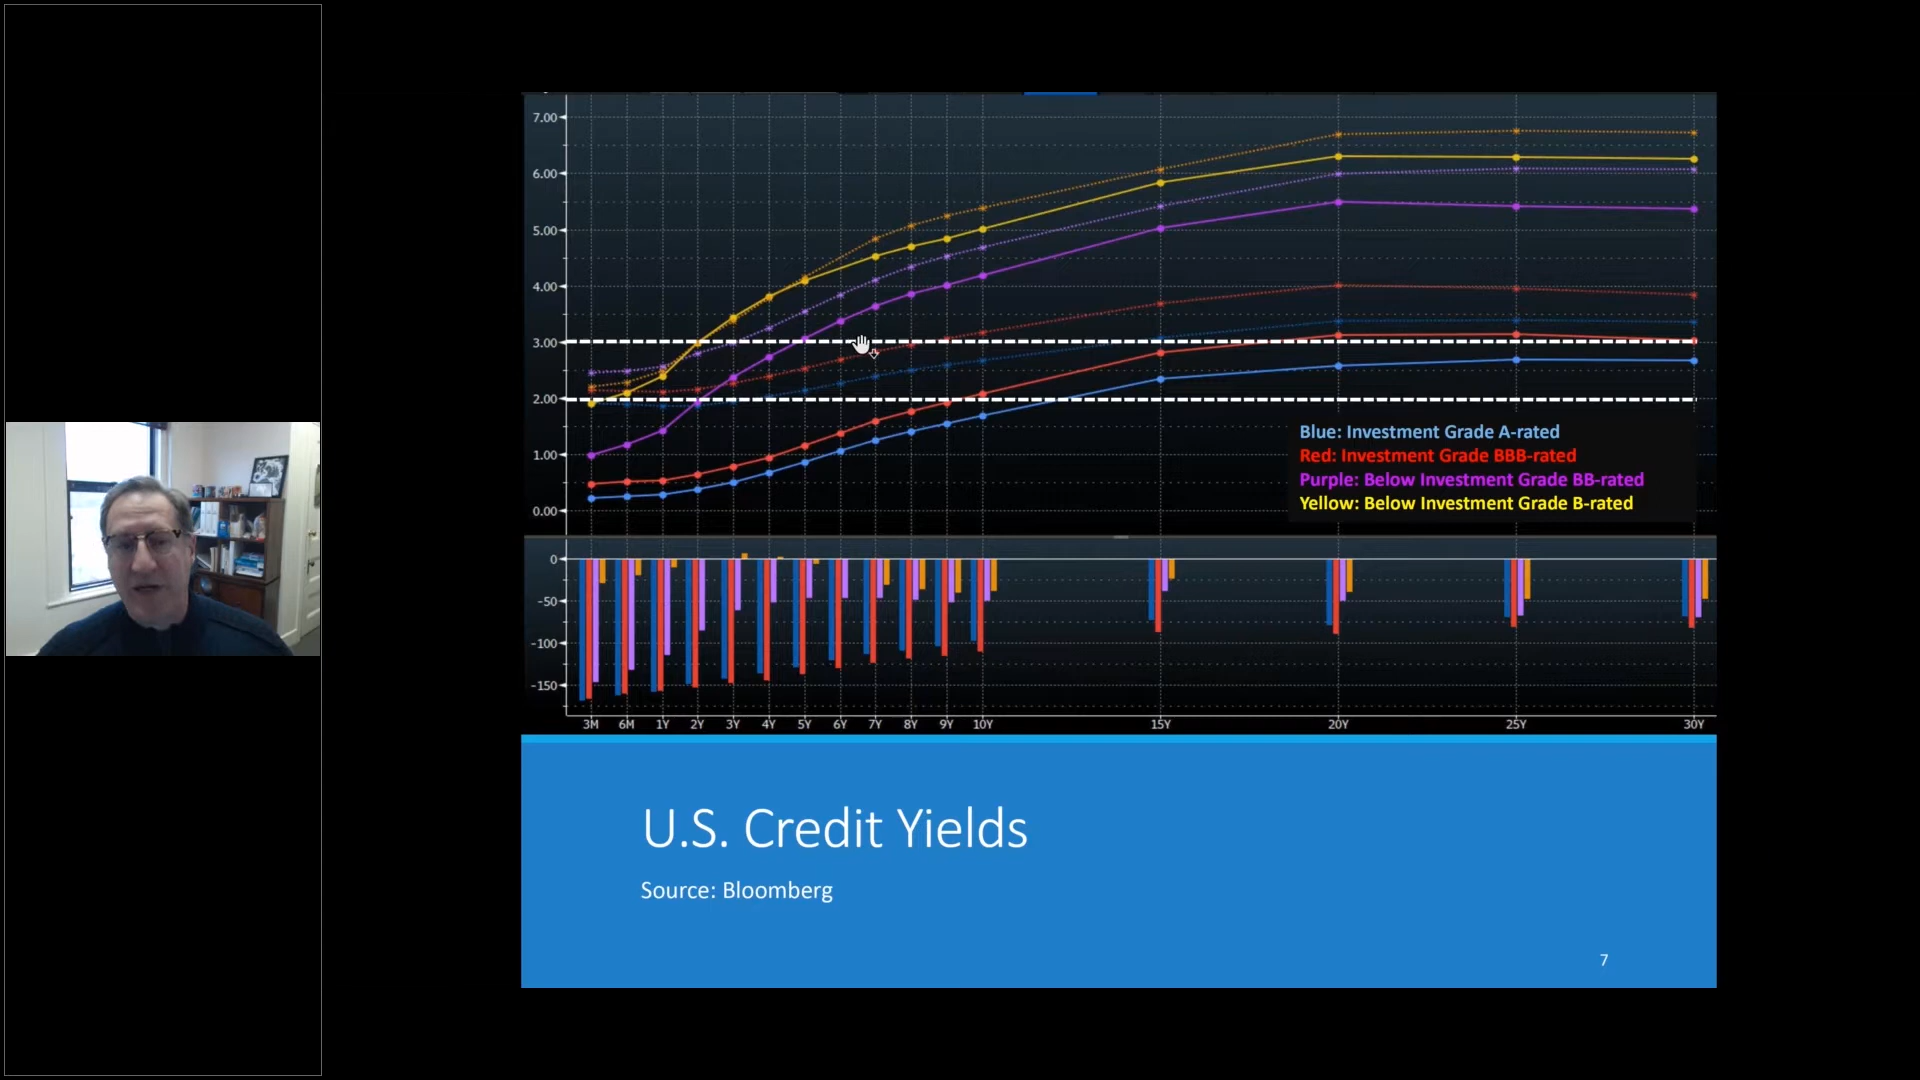 7.00
6.00
5.00
4.00
3.00
2.00
1.00
0.00
Blue: Investment Grade A-rated
Red: Investment Grade BBB-rated
Purple: Below Investment Grade BB-rated
Yellow: Below Investment Grade B-rated
0
-50
-100
-150
3M 6M 1Y 2Y 3Y 4Y 5Y 6Y 7Y 8Y 9Y 10Y 15Y 20Y 25Y 30Y
U.S. Credit Yields
Source: Bloomberg
7